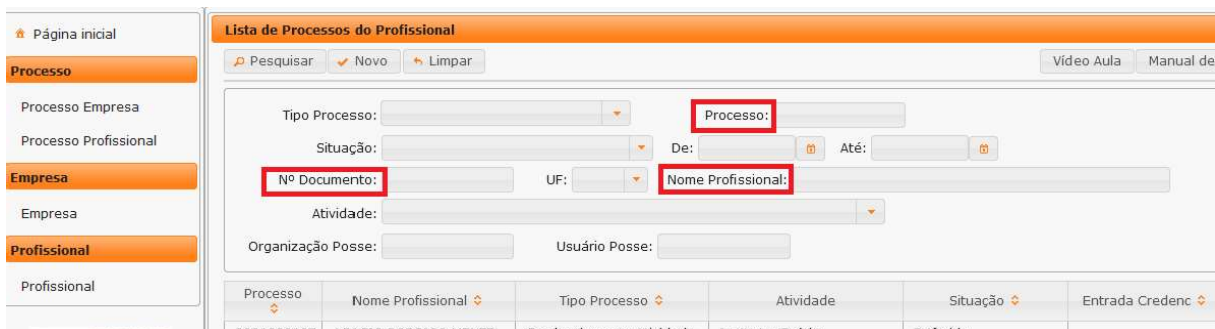 Página inicial
Lista de Processos do Profissional
Pesquisar Novo Limpar Vídeo Aula Manual de
Processo
Processo Empresa
Processo Profissional
Empresa
Empresa
Profissional
Profissional
Tipo Processo: Processo:
Situação: De: Até:
Nº Documento: UF: Nome Profissional:
Atividade:
Organização Posse: Usuário Posse:
Processo Nome Profissional Tipo Processo Atividade Situação Entrada Credenc